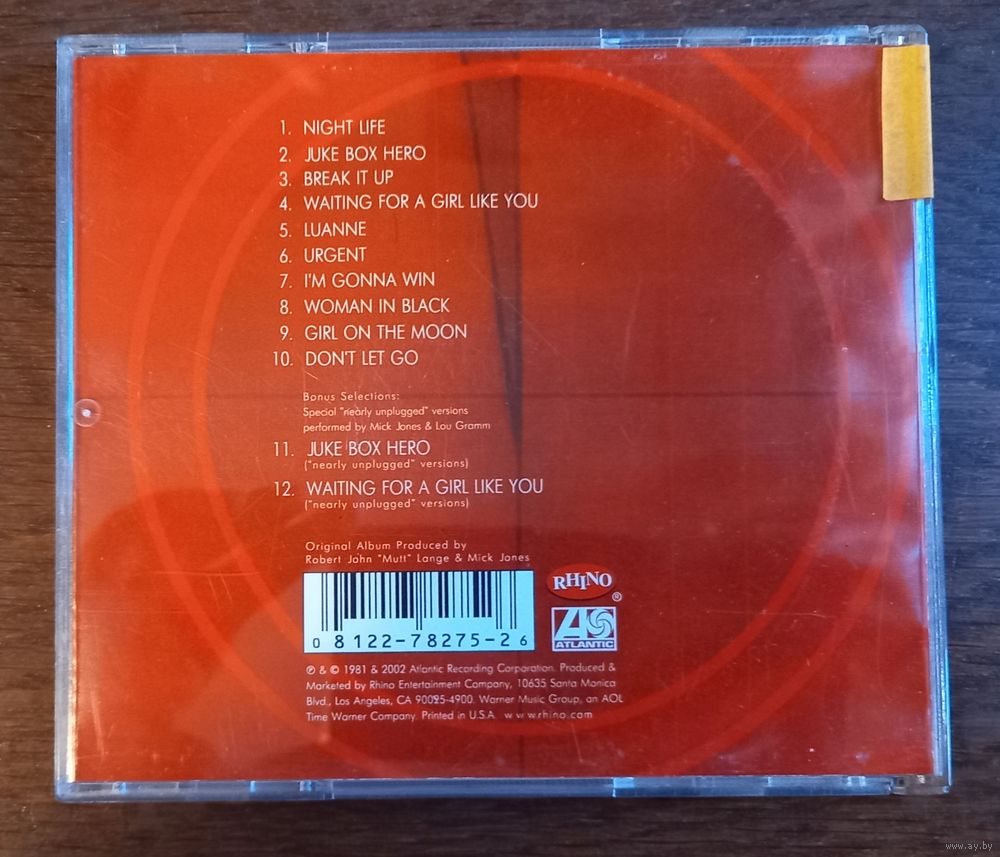 1. NIGHT LIFE
2. JUKE BOX HERO
3. BREAK IT UP
4. WAITING FOR A GIRL LIKE YOU
5. LUANNE
6. URGENT
7. I'M GONNA WIN
8. WOMAN IN BLACK
9. GIRL ON THE MOON
10. DON'T LET GO
Bonus Selections:
Special "nearly unplugged" versions
performed by Mick Jones & Lou Gramm
11. JUKE BOX HERO
("nearly unplugged" versions)
12. WAITING FOR A GIRL LIKE YOU
("nearly unplugged" versions)
Original Album Produced by
Robert John "Mutt" Lange & Mick Jones
RHINO
®
ATLANTIC
0 8122-78275-2 6
℗ & © 1981 & 2002 Atlantic Recording Corporation. Produced &
Marketed by Rhino Entertainment Company, 10635 Santa Monica
Blvd., Los Angeles, CA 90025-4900. Warner Music Group, an AOL
Time Warner Company. Printed in U.S.A. www.rhino.com
www.ay.by